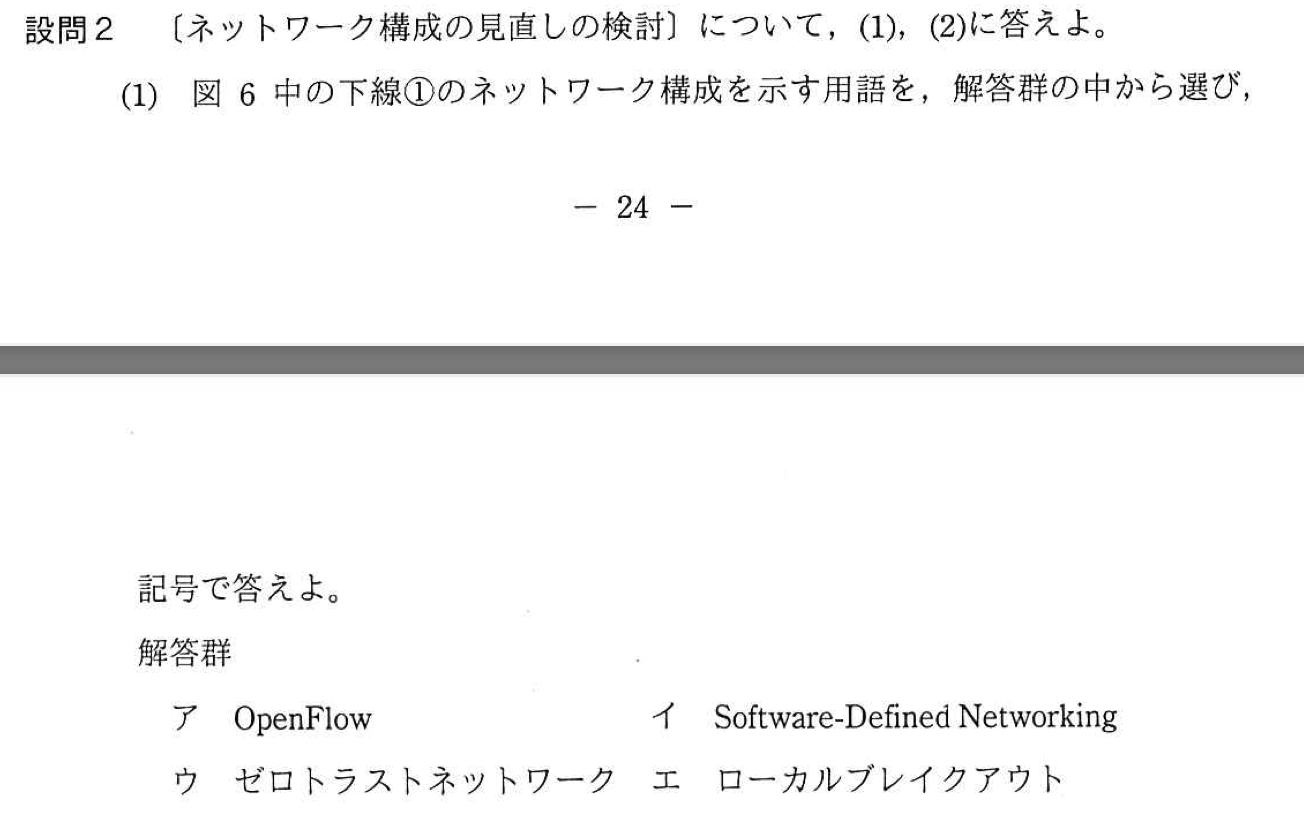 設問2 〔ネットワーク構成の見直しの検討〕について，(1)，(2)に答えよ。
(1) 図 6 中の下線①のネットワーク構成を示す用語を，解答群の中から選び，
－ 24 －
記号で答えよ。
解答群
ア OpenFlow イ Software-Defined Networking
ウ ゼロトラストネットワーク エ ローカルブレイクアウト